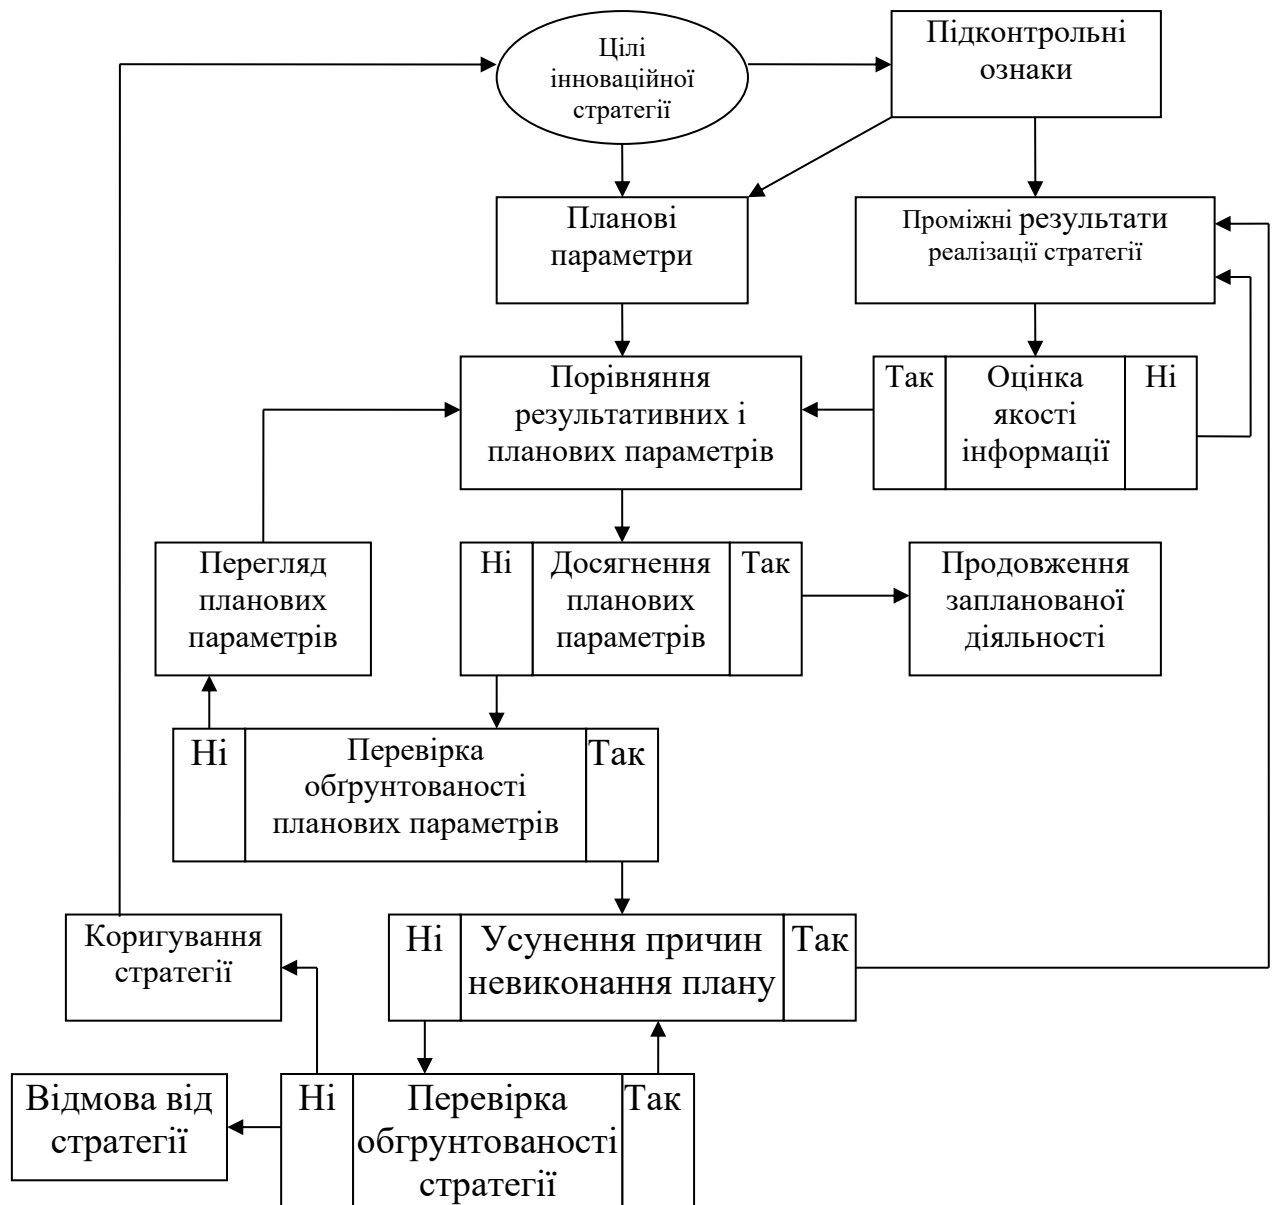 Цілі
інноваційної
стратегії
Підконтрольні
ознаки
Планові
параметри
Проміжні результати
реалізації стратегії
Порівняння
результативних і
планових параметрів
Так
Оцінка
якості
інформації
Ні
Перегляд
планових
параметрів
Ні
Досягнення
планових
параметрів
Так
Продовження
запланованої
діяльності
Ні
Перевірка
обґрунтованості
планових параметрів
Так
Коригування
стратегії
Ні
Усунення причин
невиконання плану
Так
Відмова від
стратегії
Ні
Перевірка
обгрунтованості
стратегії
Так